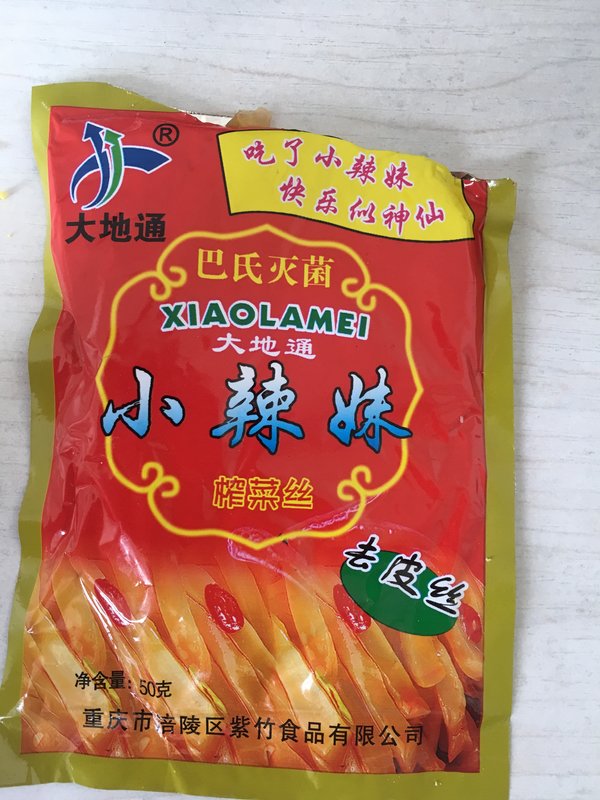 ®
大地通
吃了小辣妹
快乐似神仙
巴氏灭菌
XIAOLAMEI
大地通
小辣妹
榨菜丝
去皮丝
净含量：50克
重庆市涪陵区紫竹食品有限公司